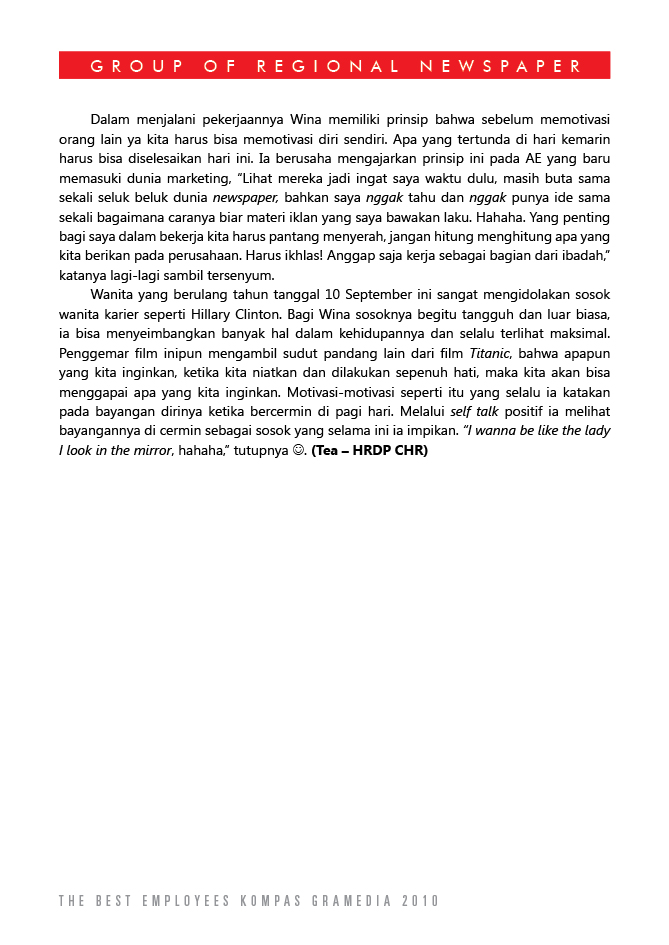 GROUP OF REGIONAL NEWSPAPER
Dalam menjalani pekerjaannya Wina memiliki prinsip bahwa sebelum memotivasi
orang lain ya kita harus bisa memotivasi diri sendiri. Apa yang tertunda di hari kemarin
harus bisa diselesaikan hari ini. Ia berusaha mengajarkan prinsip ini pada AE yang baru
memasuki dunia marketing, “Lihat mereka jadi ingat saya waktu dulu, masih buta sama
sekali seluk beluk dunia newspaper, bahkan saya nggak tahu dan nggak punya ide sama
sekali bagaimana caranya biar materi iklan yang saya bawakan laku. Hahaha. Yang penting
bagi saya dalam bekerja kita harus pantang menyerah, jangan hitung menghitung apa yang
kita berikan pada perusahaan. Harus ikhlas! Anggap saja kerja sebagai bagian dari ibadah,”
katanya lagi-lagi sambil tersenyum.
Wanita yang berulang tahun tanggal 10 September ini sangat mengidolakan sosok
wanita karier seperti Hillary Clinton. Bagi Wina sosoknya begitu tangguh dan luar biasa,
ia bisa menyeimbangkan banyak hal dalam kehidupannya dan selalu terlihat maksimal.
Penggemar film inipun mengambil sudut pandang lain dari film Titanic, bahwa apapun
yang kita inginkan, ketika kita niatkan dan dilakukan sepenuh hati, maka kita akan bisa
menggapai apa yang kita inginkan. Motivasi-motivasi seperti itu yang selalu ia katakan
pada bayangan dirinya ketika bercermin di pagi hari. Melalui self talk positif ia melihat
bayangannya di cermin sebagai sosok yang selama ini ia impikan. “I wanna be like the lady
I look in the mirror, hahaha,” tutupnya ☺. (Tea – HRDP CHR)
THE BEST EMPLOYEES KOMPAS GRAMEDIA 2010